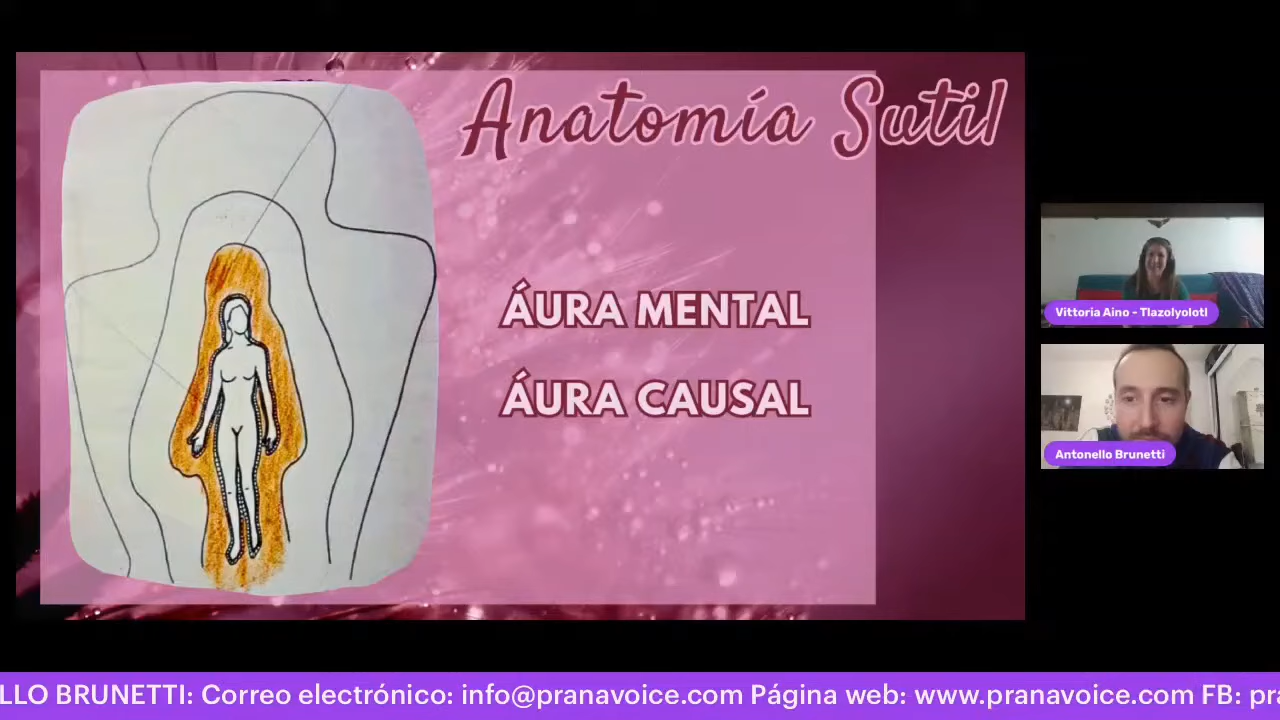 Anatomía Sutil
ÁURA MENTAL
ÁURA CAUSAL
Vittoria Aino - Tlazolyolotl
Antonello Brunetti
LLO BRUNETTI: Correo electrónico: info@pranavoice.com Página web: www.pranavoice.com FB: pra